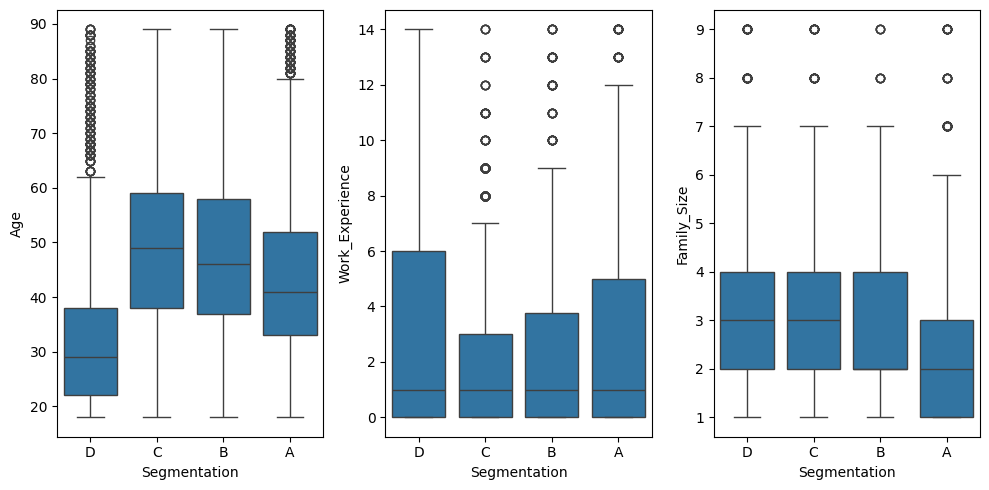 Age
90
80
70
60
50
40
30
20
D C B A
Segmentation
Work_Experience
14
12
10
8
6
4
2
0
D C B A
Segmentation
Family_Size
9
8
7
6
5
4
3
2
1
D C B A
Segmentation